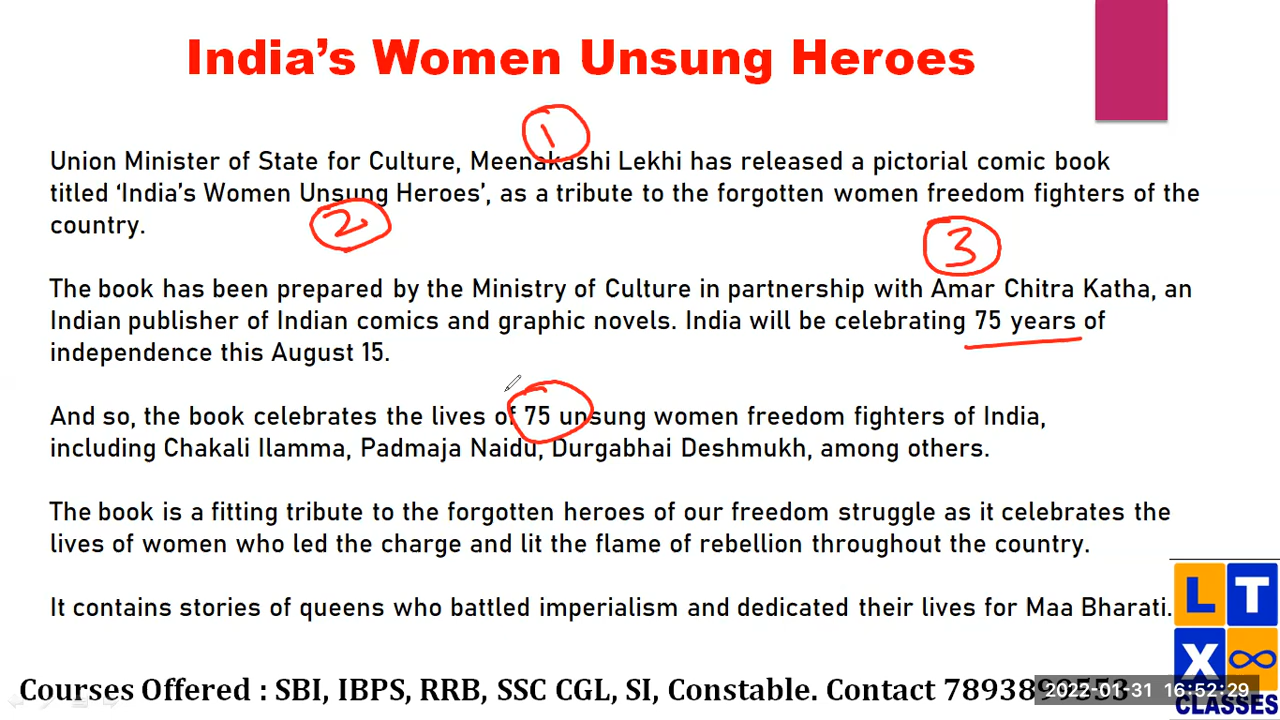 India’s Women Unsung Heroes
1
Union Minister of State for Culture, Meenakashi Lekhi has released a pictorial comic book
titled ‘India’s Women Unsung Heroes’, as a tribute to the forgotten women freedom fighters of the
country.
2
3
The book has been prepared by the Ministry of Culture in partnership with Amar Chitra Katha, an
Indian publisher of Indian comics and graphic novels. India will be celebrating 75 years of
independence this August 15.
And so, the book celebrates the lives of 75 unsung women freedom fighters of India,
including Chakali Ilamma, Padmaja Naidu, Durgabhai Deshmukh, among others.
The book is a fitting tribute to the forgotten heroes of our freedom struggle as it celebrates the
lives of women who led the charge and lit the flame of rebellion throughout the country.
It contains stories of queens who battled imperialism and dedicated their lives for Maa Bharati.
L T
X ∞
CLASSES
Courses Offered : SBI, IBPS, RRB, SSC CGL, SI, Constable. Contact 7893899553
2022-01-31 16:52:29